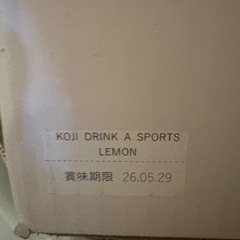 KOJI DRINK A SPORTS
LEMON
賞味期限 26.05.29